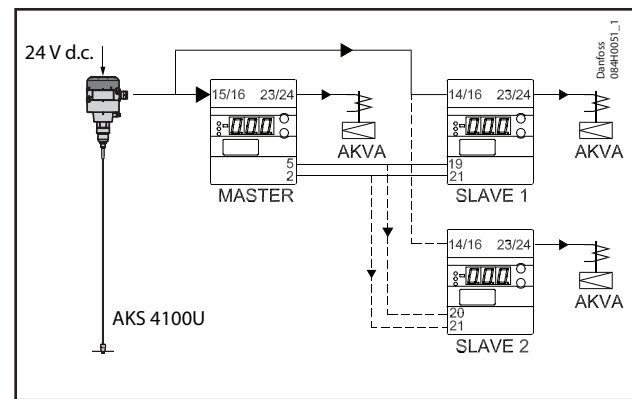 24 V d.c.
Danfoss
084H0051_1
15/16 23/24
14/16 23/24
AKVA
AKVA
5
2
19
21
MASTER
SLAVE 1
14/16 23/24
AKVA
AKS 4100U
20
21
SLAVE 2